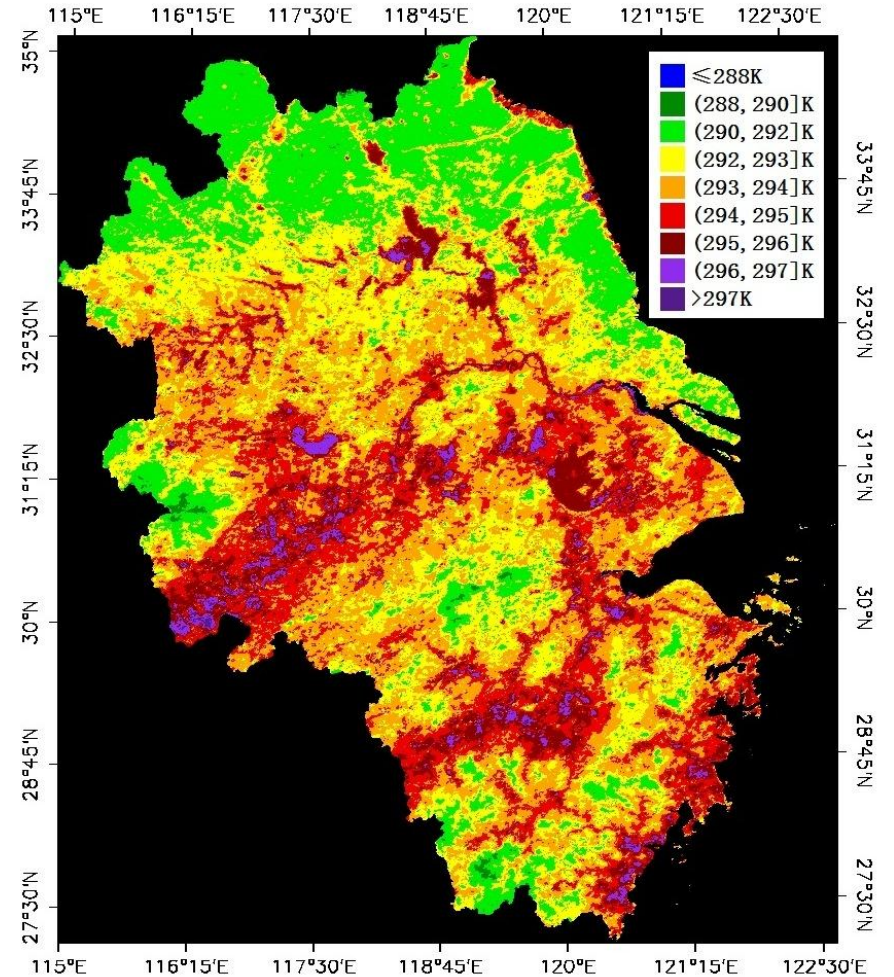 115°E 116°15'E 117°30'E 118°45'E 120°E 121°15'E 122°30'E
35°N
33°45'N
32°30'N
31°15'N
30°N
28°45'N
27°30'N
≤288K
(288, 290]K
(290, 292]K
(292, 293]K
(293, 294]K
(294, 295]K
(295, 296]K
(296, 297]K
>297K
33°45'N
32°30'N
31°15'N
30°N
28°45'N
27°30'N
115°E 116°15'E 117°30'E 118°45'E 120°E 121°15'E 122°30'E